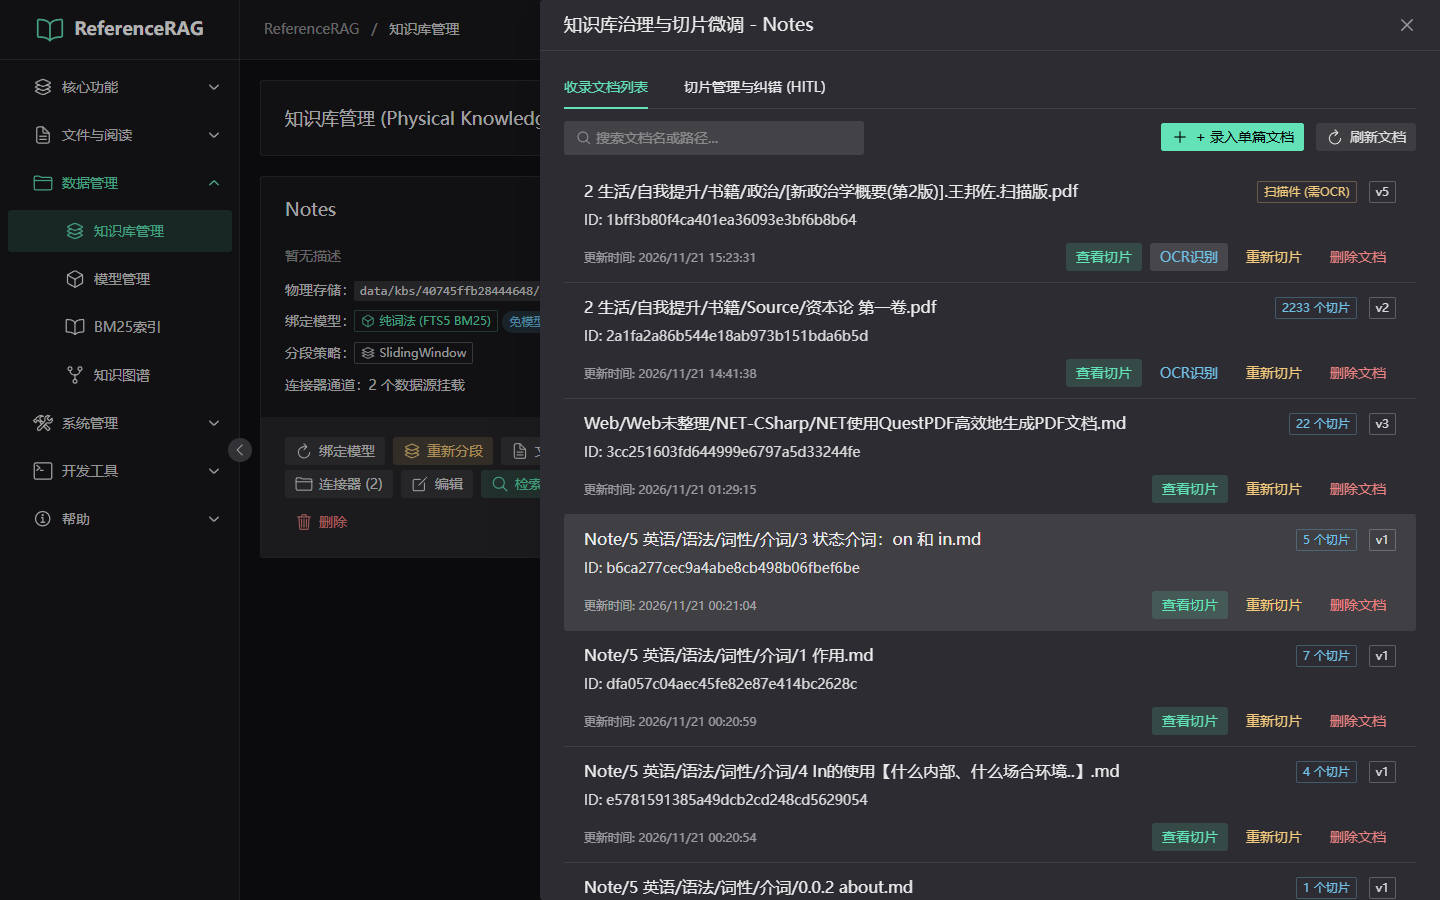 ReferenceRAG
核心功能
文件与阅读
数据管理
知识库管理
模型管理
BM25索引
知识图谱
系统管理
开发工具
帮助
ReferenceRAG / 知识库管理
知识库管理 (Physical Knowledg
Notes
暂无描述
物理存储： data/kbs/40745ffb28444648/
绑定模型： 纯词法 (FTS5 BM25) 免模型
分段策略： SlidingWindow
连接器通道：2 个数据源挂载
绑定模型 重新分段
连接器 (2) 编辑 检索
删除
知识库治理与切片微调 - Notes
收录文档列表 切片管理与纠错 (HITL)
搜索文档名或路径... + 录入单篇文档 刷新文档
2 生活/自我提升/书籍/政治/[新政治学概要(第2版)].王邦佐.扫描版.pdf 扫描件 (需OCR) v5
ID: 1bff3b80f4ca401ea36093e3bf6b8b64
更新时间: 2026/11/21 15:23:31 查看切片 OCR识别 重新切片 删除文档
2 生活/自我提升/书籍/Source/资本论 第一卷.pdf 2233 个切片 v2
ID: 2a1fa2a86b544e18ab973b151bda6b5d
更新时间: 2026/11/21 14:41:38 查看切片 OCR识别 重新切片 删除文档
Web/Web未整理/NET-CSharp/NET使用QuestPDF高效地生成PDF文档.md 22 个切片 v3
ID: 3cc251603fd644999e6797a5d33244fe
更新时间: 2026/11/21 01:29:15 查看切片 重新切片 删除文档
Note/5 英语/语法/词性/介词/3 状态介词：on 和 in.md 5 个切片 v1
ID: b6ca277cec9a4abe8cb498b06fbef6be
更新时间: 2026/11/21 00:21:04 查看切片 重新切片 删除文档
Note/5 英语/语法/词性/介词/1 作用.md 7 个切片 v1
ID: dfa057c04aec45fe82e87e414bc2628c
更新时间: 2026/11/21 00:20:59 查看切片 重新切片 删除文档
Note/5 英语/语法/词性/介词/4 In的使用【什么内部、什么场合环境..】.md 4 个切片 v1
ID: e5781591385a49dcb2cd248cd5629054
更新时间: 2026/11/21 00:20:54 查看切片 重新切片 删除文档
Note/5 英语/语法/词性/介词/0.0.2 about.md 1 个切片 v1